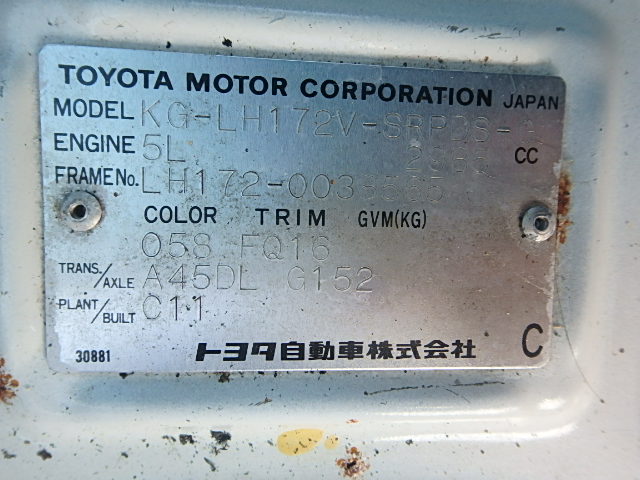 TOYOTA MOTOR CORPORATION JAPAN
MODEL KG-LH172V-SRPDS-
ENGINE 5L CC
FRAME No.
COLOR TRIM GVM(KG)
058 FQ16
TRANS./AXLE A45DL G152
PLANT/BUILT C11
30881 トヨタ自動車株式会社 C